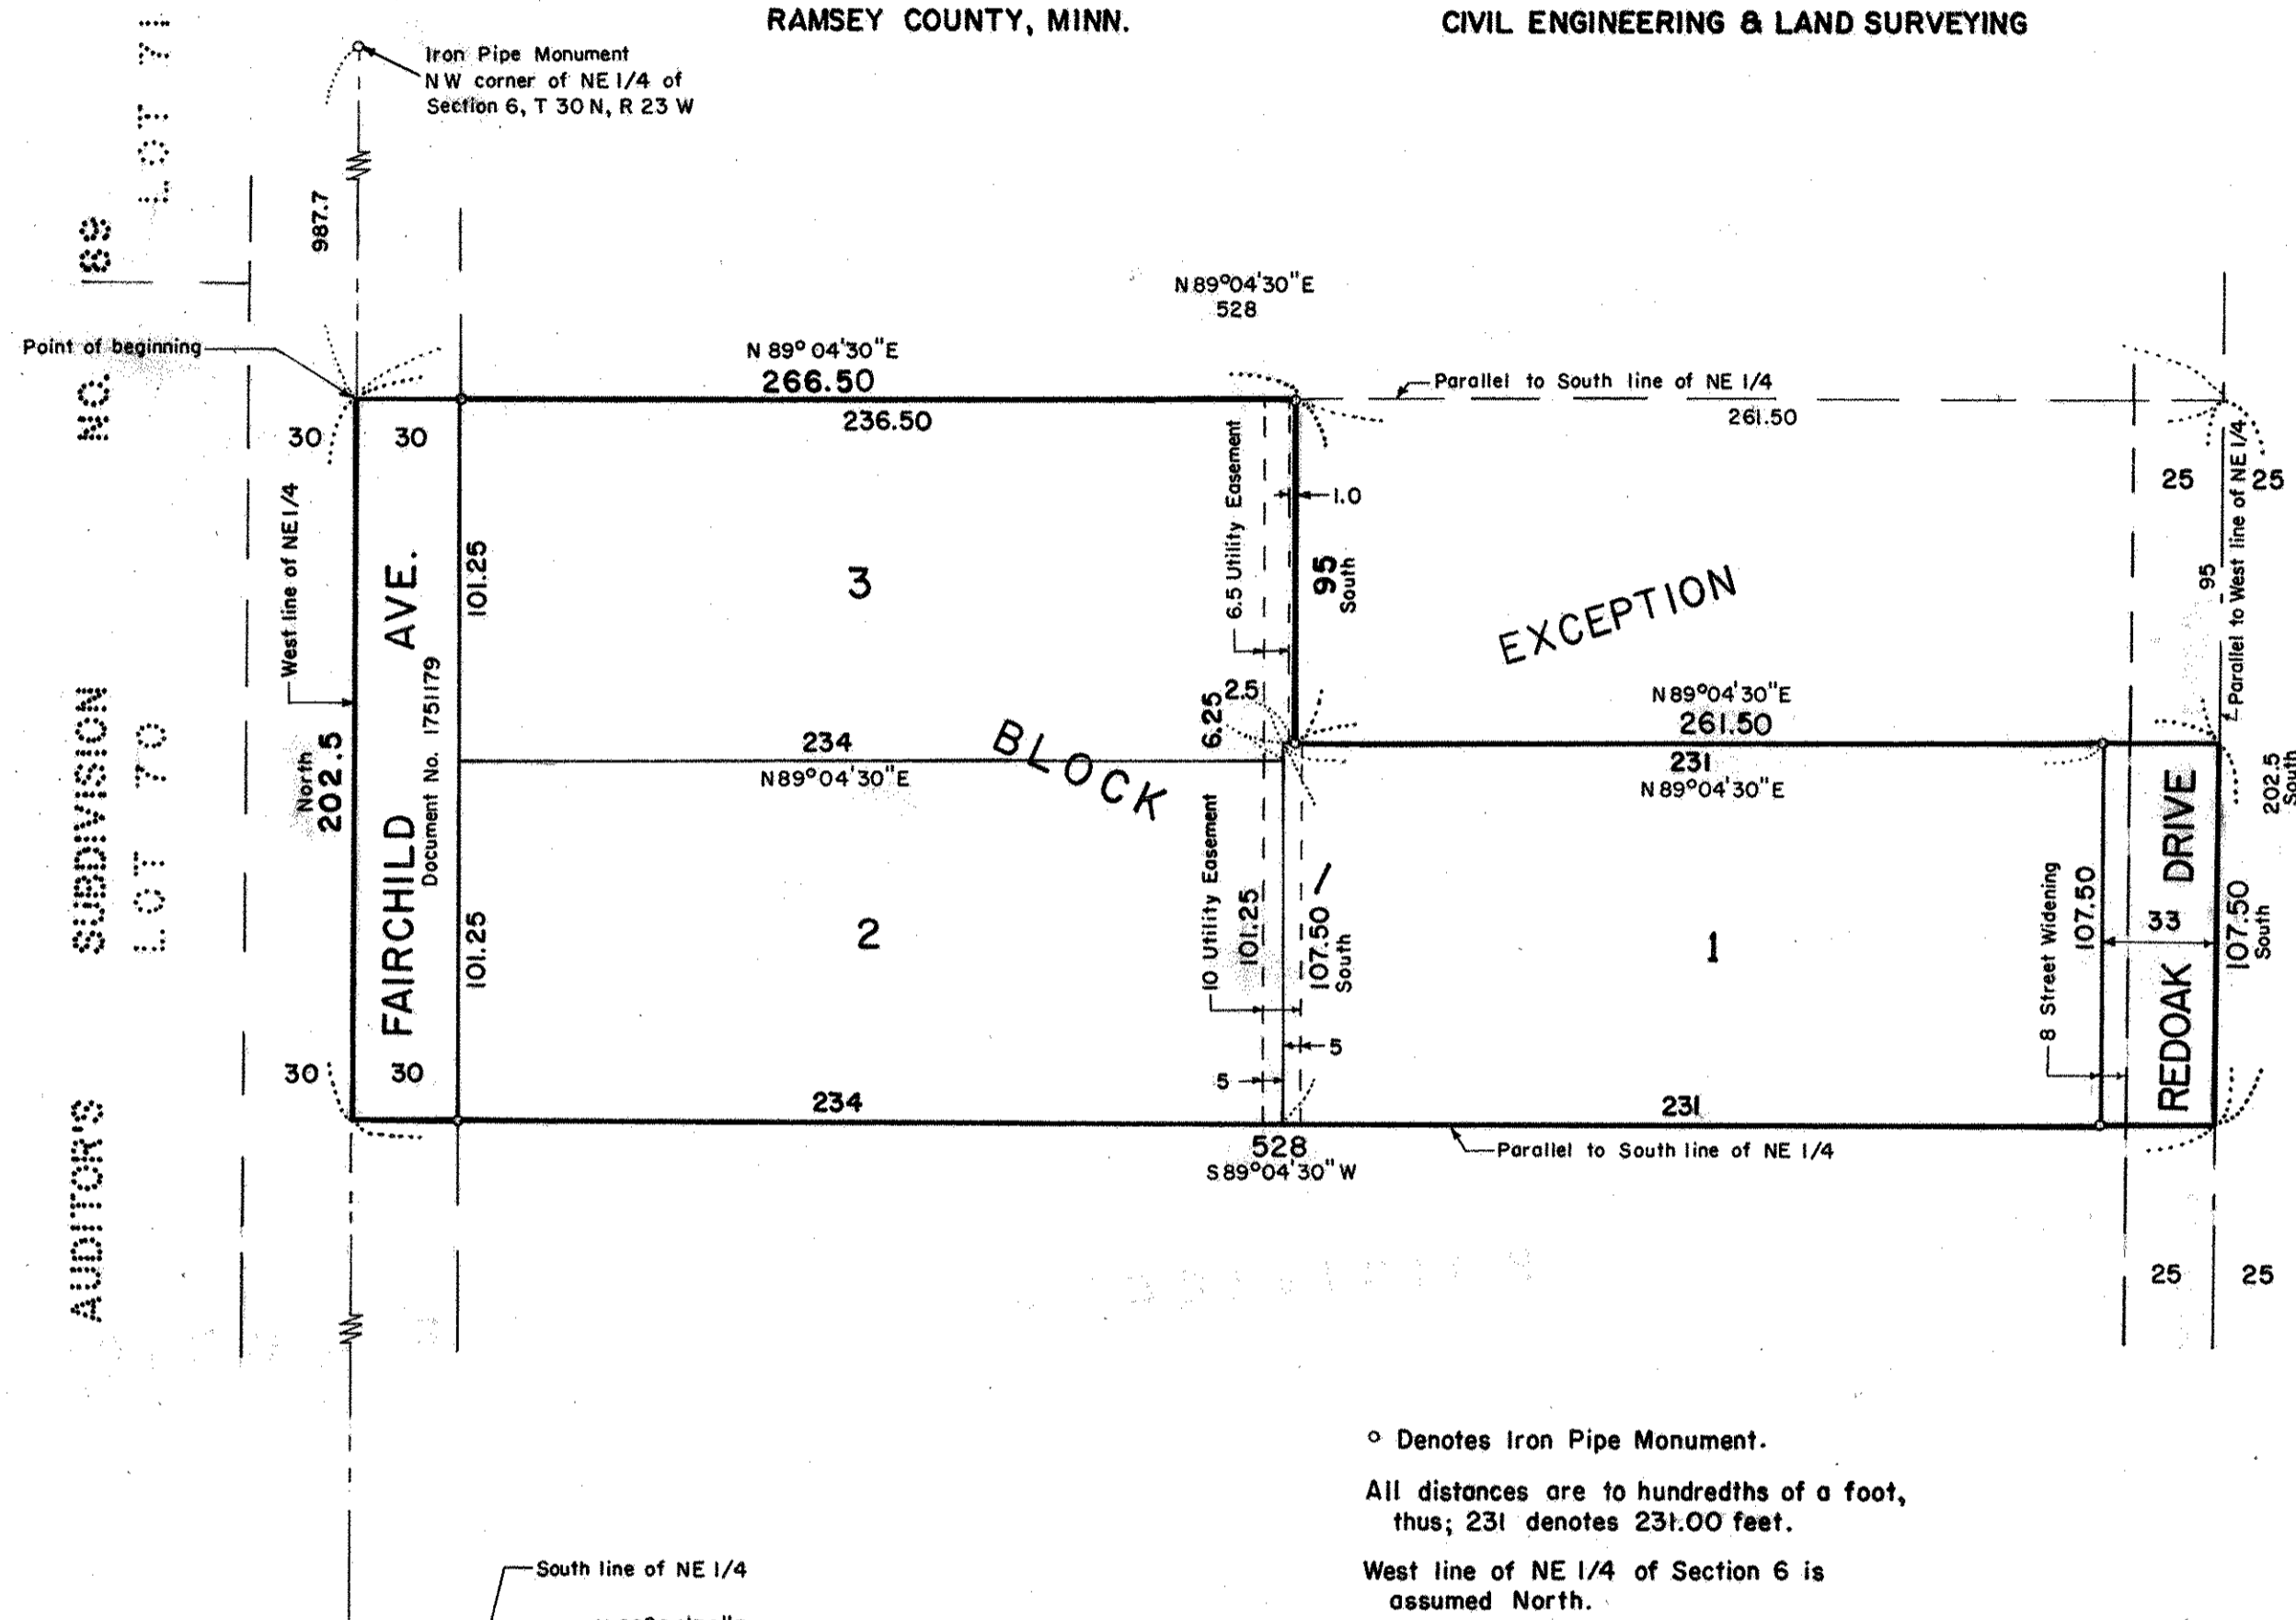 RAMSEY COUNTY, MINN.
CIVIL ENGINEERING & LAND SURVEYING
Iron Pipe Monument
NW corner of NE 1/4 of
Section 6, T 30 N, R 23 W
LOT 71
987.7
NO. 89
N 89°04'30"E
528
Point of beginning
N 89° 04'30"E
266.50
236.50
Parallel to South line of NE 1/4
261.50
30
30
25
25
West line of NE 1/4
101.25
3
6.5 Utility Easement
1.0
95
South
EXCEPTION
95
Parallel to West line of NE 1/4
FAIRCHILD AVE.
Document No. 1751179
North
202.5
SUBDIVISION
LOT 70
234
N 89°04'30"E
BLOCK 1
6.25
2.5
N 89°04'30"E
261.50
231
N 89°04'30"E
202.5
South
101.25
2
10 Utility Easement
101.25
107.50
South
1
8 Street Widening
107.50
33
REDOAK DRIVE
107.50
South
5
5
30
30
234
231
528
S 89°04'30"W
Parallel to South line of NE 1/4
AUDITOR'S
25
25
Denotes Iron Pipe Monument.
All distances are to hundredths of a foot,
thus; 231 denotes 231.00 feet.
West line of NE 1/4 of Section 6 is
assumed North.
South line of NE 1/4